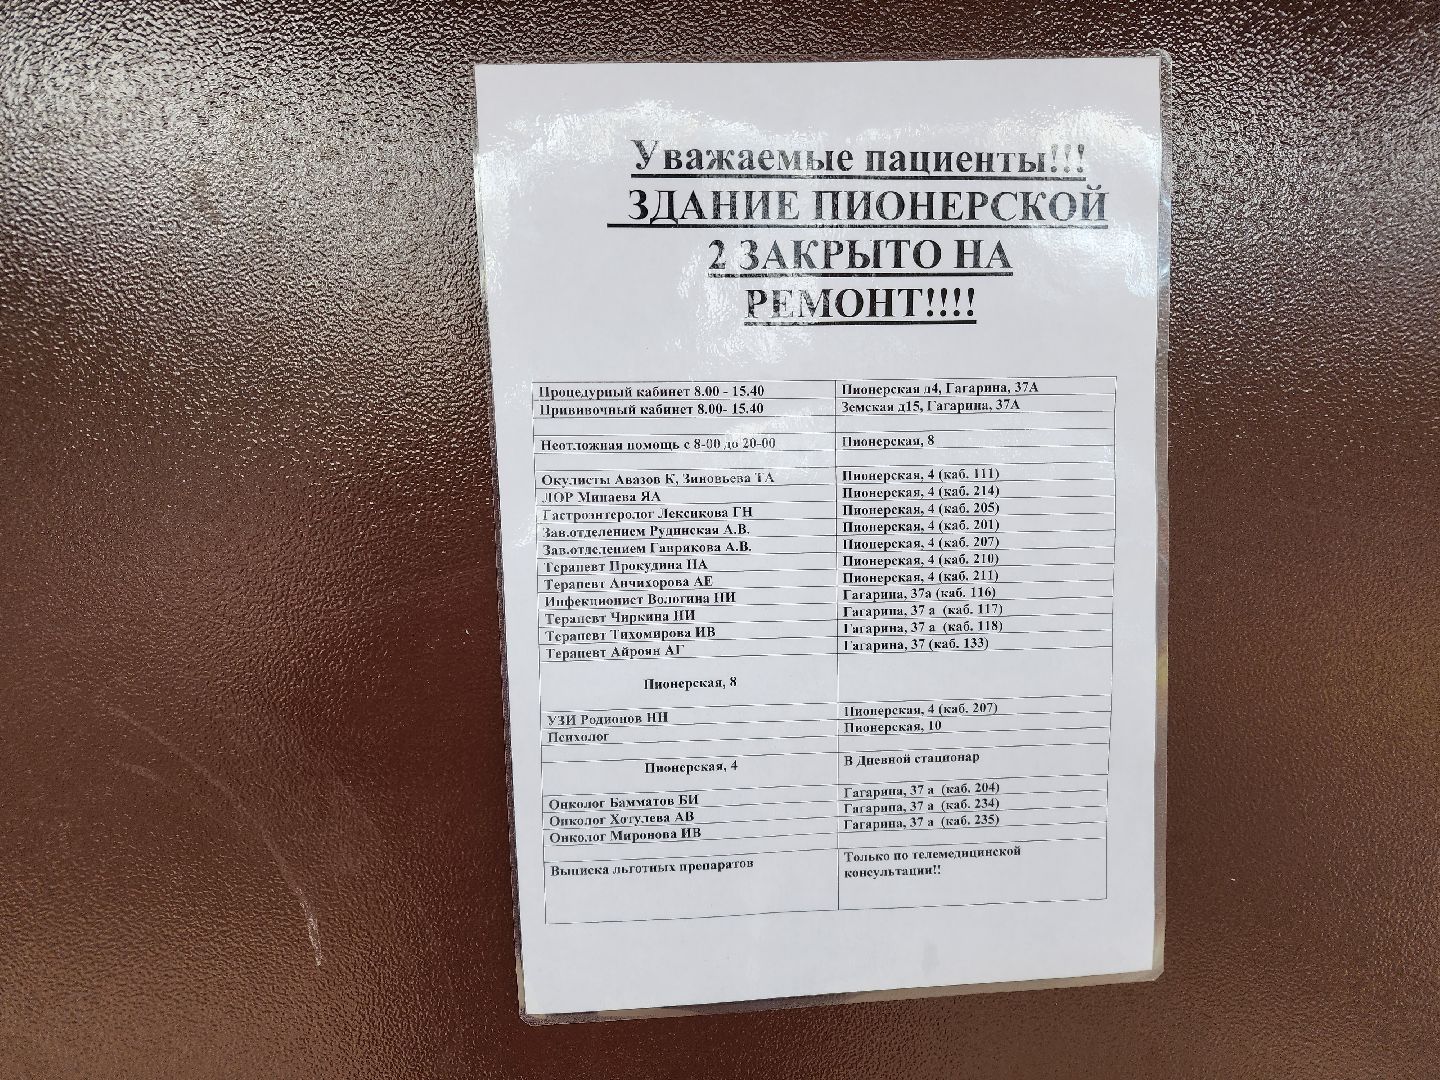 Уважаемые пациенты!!!
ЗДАНИЕ ПИОНЕРСКОЙ
2 ЗАКРЫТО НА
РЕМОНТ!!!!
Процедурный кабинет 8.00 - 15.40 Пионерская д4, Гагарина, 37А
Прививочный кабинет 8.00- 15.40 Земская д15, Гагарина, 37А
Неотложная помощь с 8-00 до 20-00 Пионерская, 8
Окулисты Авазов К, Зиновьева ТА Пионерская, 4 (каб. 111)
ЛОР Минаева ЯА Пионерская, 4 (каб. 214)
Гастроэнтеролог Лексикова ГН Пионерская, 4 (каб. 205)
Зав.отделением Рудинская А.В. Пионерская, 4 (каб. 201)
Зав.отделением Гаврикова А.В. Пионерская, 4 (каб. 207)
Терапевт Прокудина НА Пионерская, 4 (каб. 210)
Терапевт Анчихорова АЕ Пионерская, 4 (каб. 211)
Инфекционист Вологина НИ Гагарина, 37а (каб. 116)
Терапевт Чиркина НИ Гагарина, 37 а (каб. 117)
Терапевт Тихомирова ИВ Гагарина, 37 а (каб. 118)
Терапевт Айроян АГ Гагарина, 37 (каб. 133)
Пионерская, 8
УЗИ Родионов НН Пионерская, 4 (каб. 207)
Психолог Пионерская, 10
Пионерская, 4 В Дневной стационар
Онколог Бамматов БИ Гагарина, 37 а (каб. 204)
Онколог Хотулева АВ Гагарина, 37 а (каб. 234)
Онколог Миронова ИВ Гагарина, 37 а (каб. 235)
Выписка льготных препаратов Только по телемедицинской
консультации!!